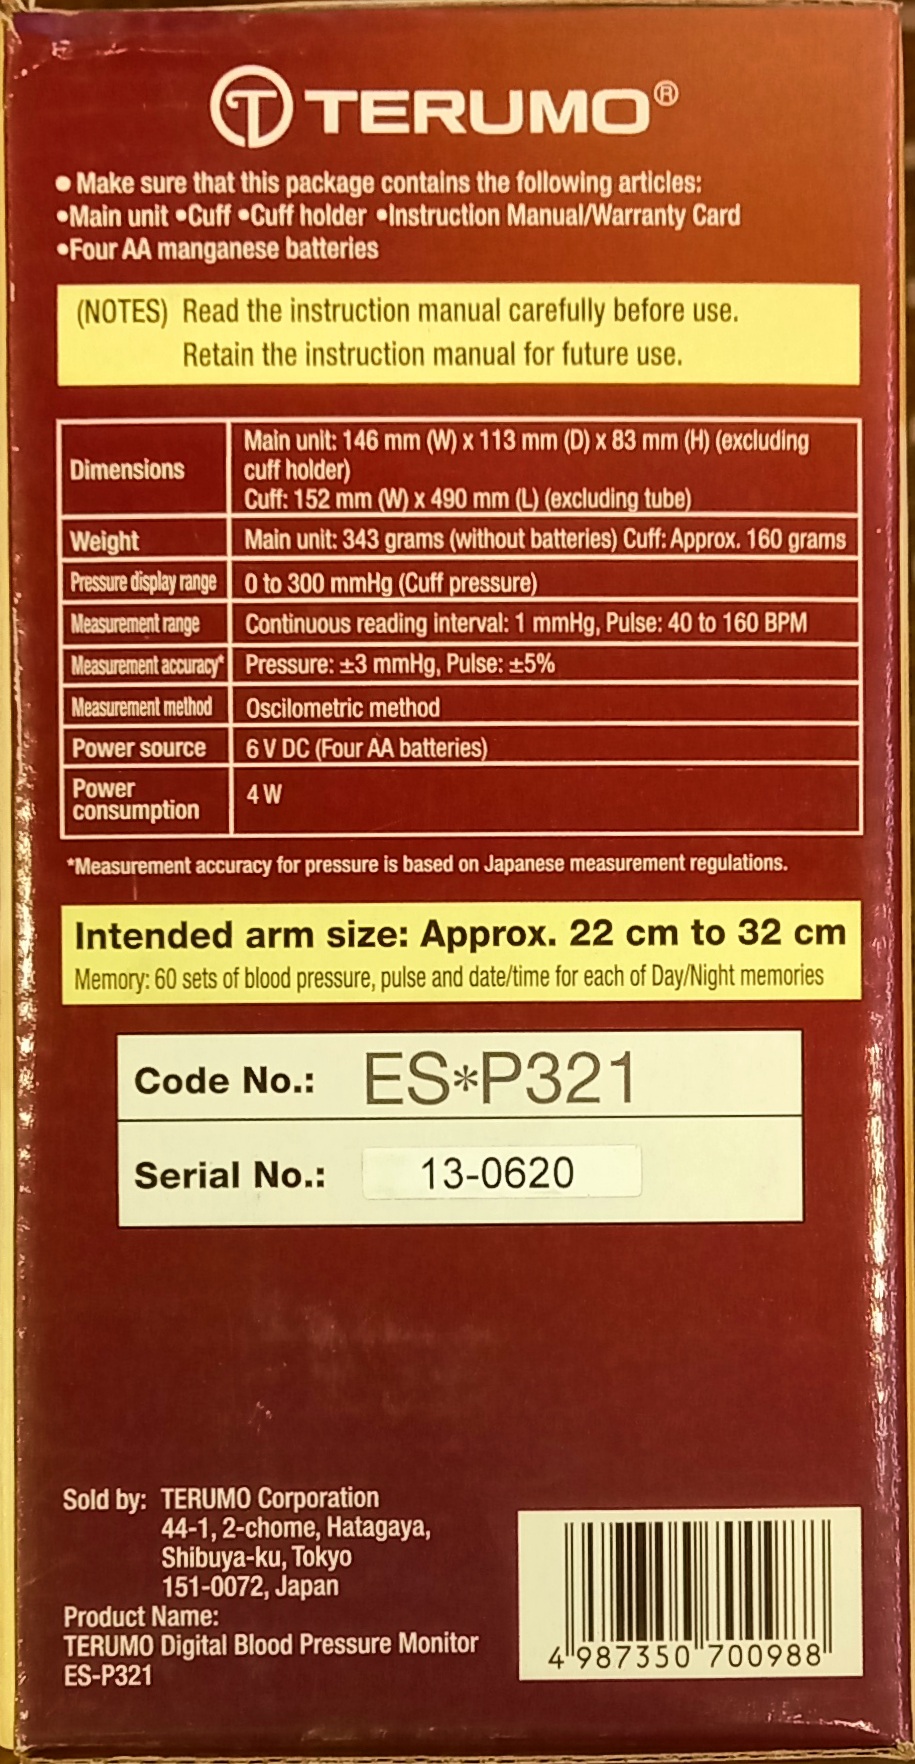 TERUMO®
● Make sure that this package contains the following articles:
•Main unit •Cuff •Cuff holder •Instruction Manual/Warranty Card
•Four AA manganese batteries
(NOTES) Read the instruction manual carefully before use.
Retain the instruction manual for future use.
Dimensions
Main unit: 146 mm (W) x 113 mm (D) x 83 mm (H) (excluding
cuff holder)
Cuff: 152 mm (W) x 490 mm (L) (excluding tube)
Weight
Main unit: 343 grams (without batteries) Cuff: Approx. 160 grams
Pressure display range
0 to 300 mmHg (Cuff pressure)
Measurement range
Continuous reading interval: 1 mmHg, Pulse: 40 to 160 BPM
Measurement accuracy*
Pressure: ±3 mmHg, Pulse: ±5%
Measurement method
Oscilometric method
Power source
6 V DC (Four AA batteries)
Power
consumption
4 W
*Measurement accuracy for pressure is based on Japanese measurement regulations.
Intended arm size: Approx. 22 cm to 32 cm
Memory: 60 sets of blood pressure, pulse and date/time for each of Day/Night memories
Code No.: ES*P321
Serial No.: 13-0620
Sold by: TERUMO Corporation
44-1, 2-chome, Hatagaya,
Shibuya-ku, Tokyo
151-0072, Japan
Product Name:
TERUMO Digital Blood Pressure Monitor
ES-P321
4 987350 700988